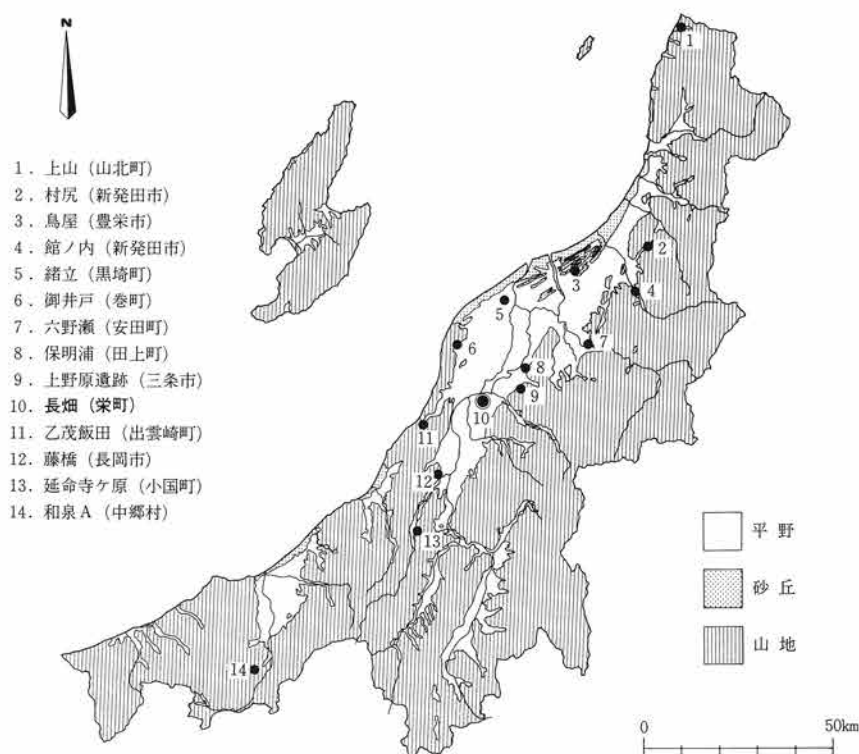 N
1．上山（山北町）
2．村尻（新発田市）
3．鳥屋（豊栄市）
4．館ノ内（新発田市）
5．緒立（黒埼町）
6．御井戸（巻町）
7．六野瀬（安田町）
8．保明浦（田上町）
9．上野原遺跡（三条市）
10．長畑（栄町）
11．乙茂飯田（出雲崎町）
12．藤橋（長岡市）
13．延命寺ケ原（小国町）
14．和泉A（中郷村）
1
2
3
4
5
6
7
8
9
10
11
12
13
14
平野
砂丘
山地
0
50km